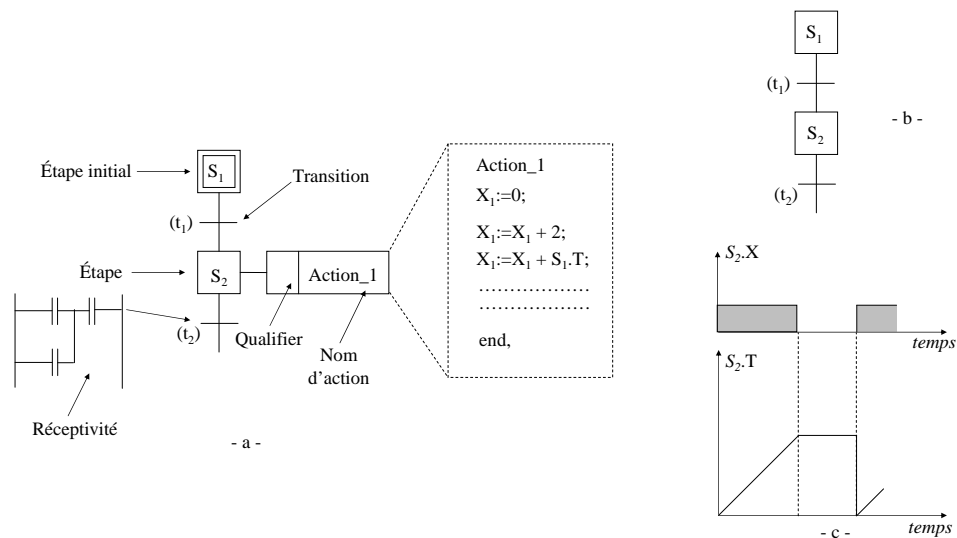 Étape initial
S1
Transition
(t1)
Étape
S2
Action_1
(t2)
Qualifier
Nom
d’action
Réceptivité
- a -
Action_1
X1:=0;
X1:=X1 + 2;
X1:=X1 + S1.T;
………………
………………
end,
S1
(t1)
S2
(t2)
- b -
S2.X
temps
S2.T
temps
- c -